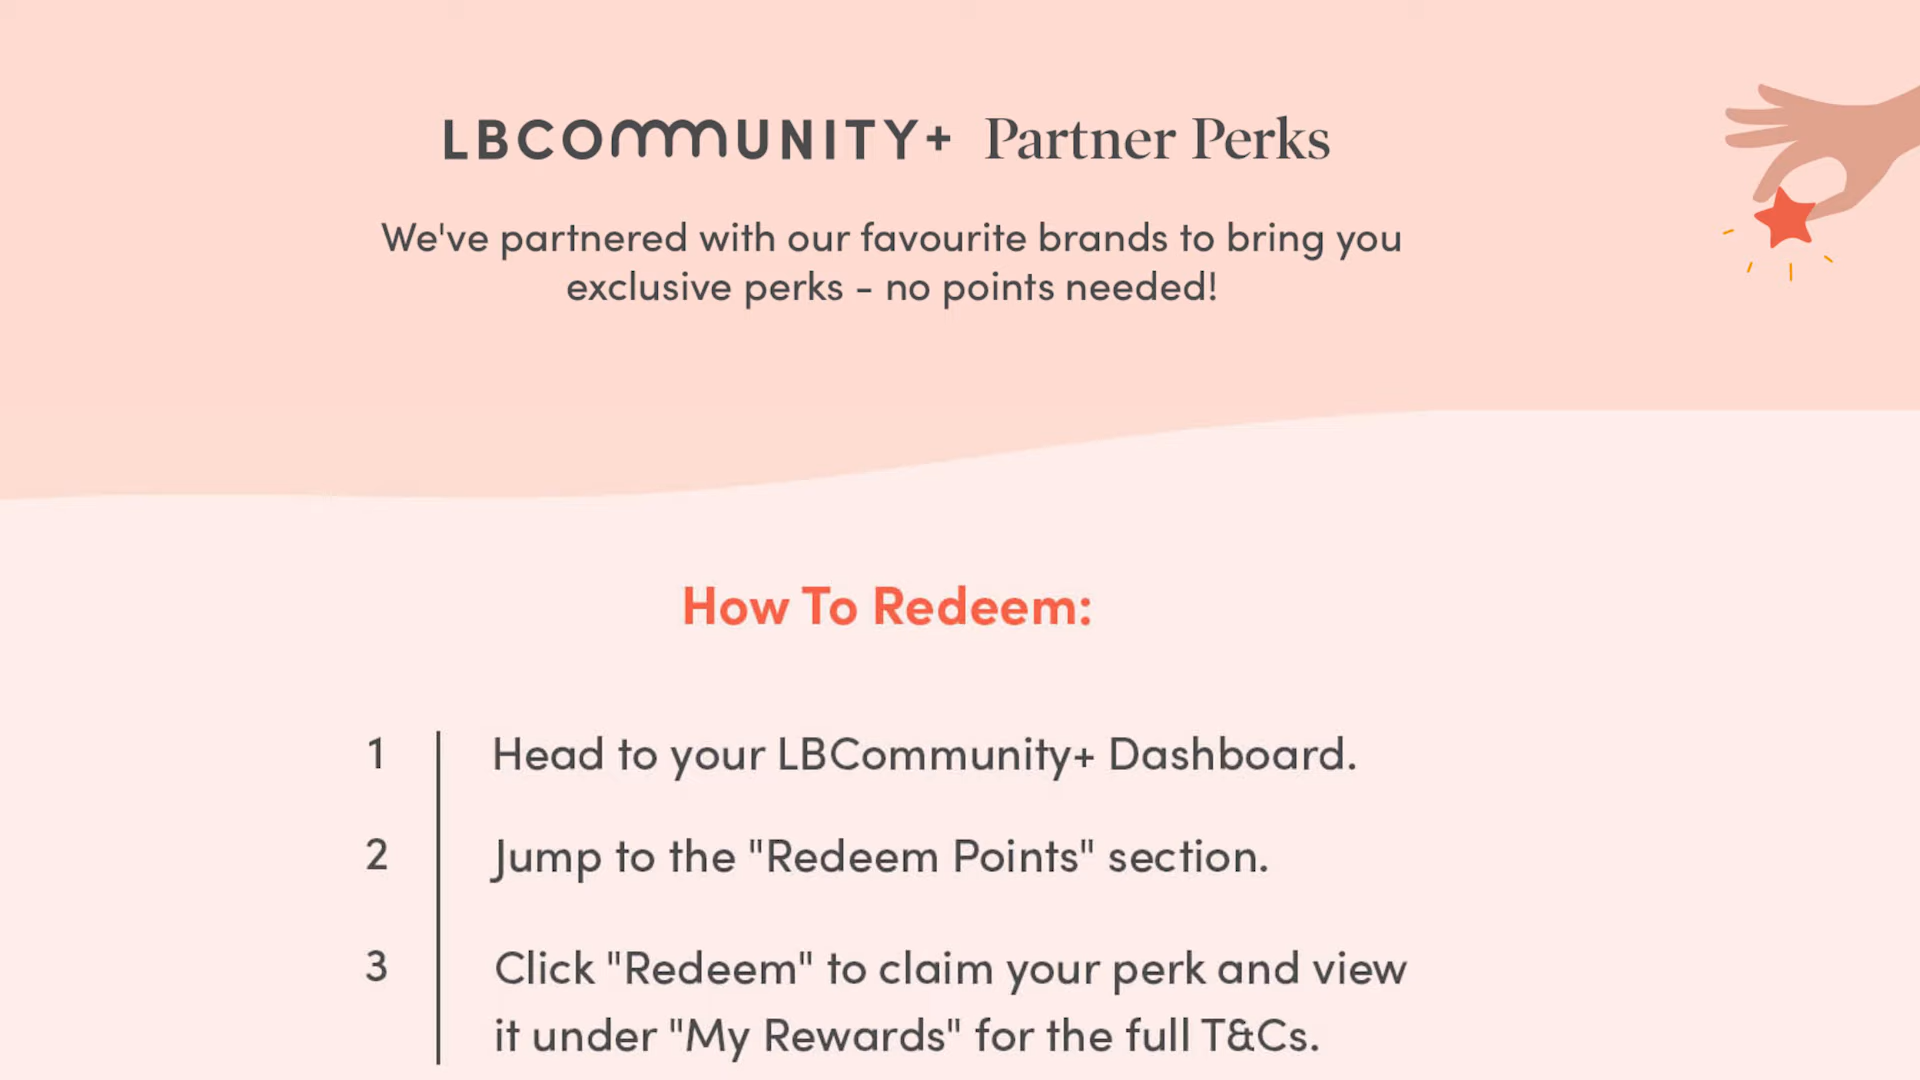 LBCOmmUNITY+ Partner Perks
We've partnered with our favourite brands to bring you
exclusive perks - no points needed!
How To Redeem:
1 Head to your LBCommunity+ Dashboard.
2 Jump to the "Redeem Points" section.
3 Click "Redeem" to claim your perk and view
it under "My Rewards" for the full T&Cs.